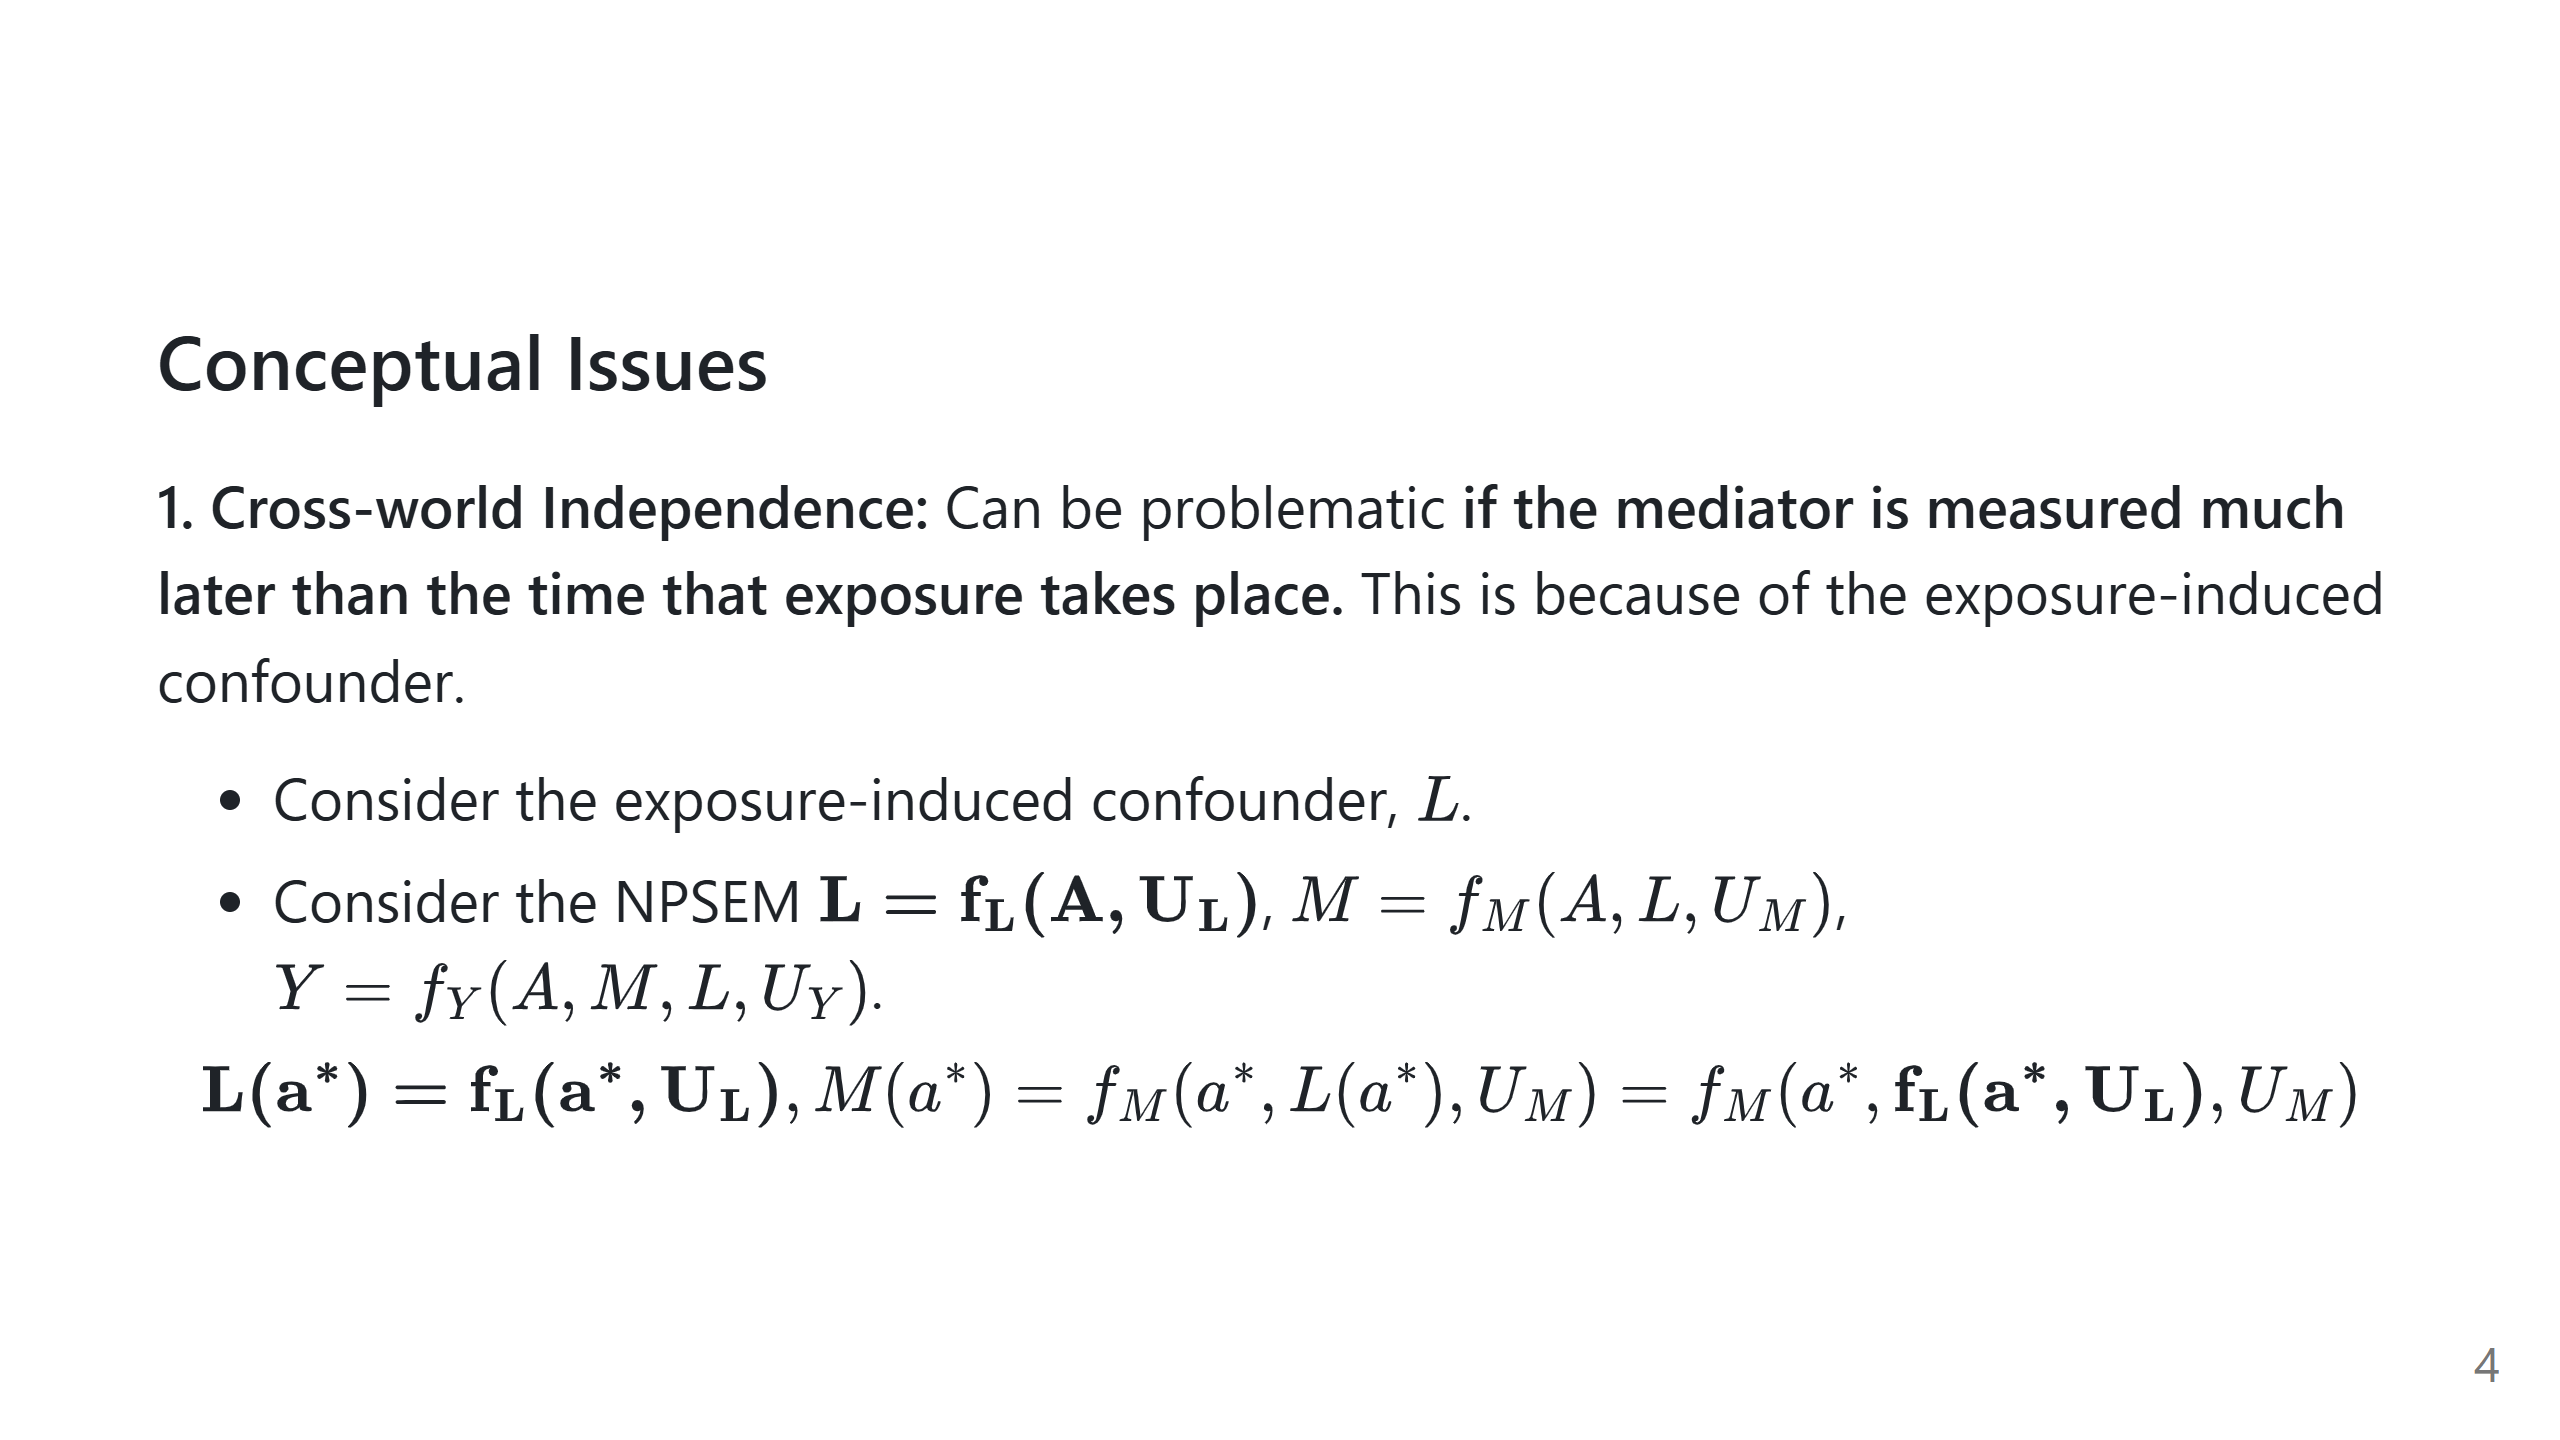 Conceptual Issues
1. Cross-world Independence: Can be problematic if the mediator is measured much
later than the time that exposure takes place. This is because of the exposure-induced
confounder.
• Consider the exposure-induced confounder, L.
• Consider the NPSEM L = f_L(A, U_L), M = f_M(A, L, U_M),
Y = f_Y(A, M, L, U_Y).
L(a*) = f_L(a*, U_L), M(a*) = f_M(a*, L(a*), U_M) = f_M(a*, f_L(a*, U_L), U_M)
4